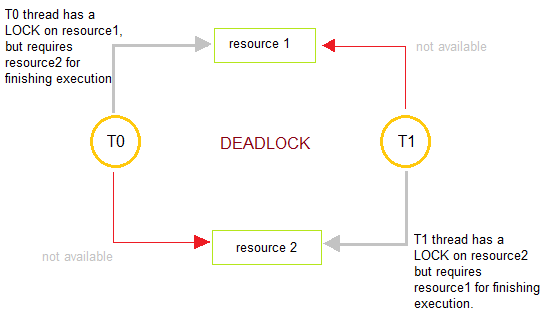 T0 thread has a
LOCK on resource1,
but requires
resource2 for
finishing execution
resource 1
not available
T0
DEADLOCK
T1
resource 2
not available
T1 thread has a
LOCK on resource2
but requires
resource1 for finishing
execution.